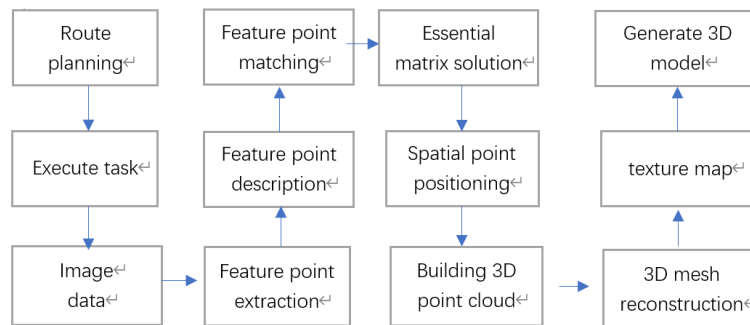 Route
planning
Execute task
Image
data
Feature point
extraction
Feature point
description
Feature point
matching
Essential
matrix solution
Spatial point
positioning
Building 3D
point cloud
3D mesh
reconstruction
texture map
Generate 3D
model